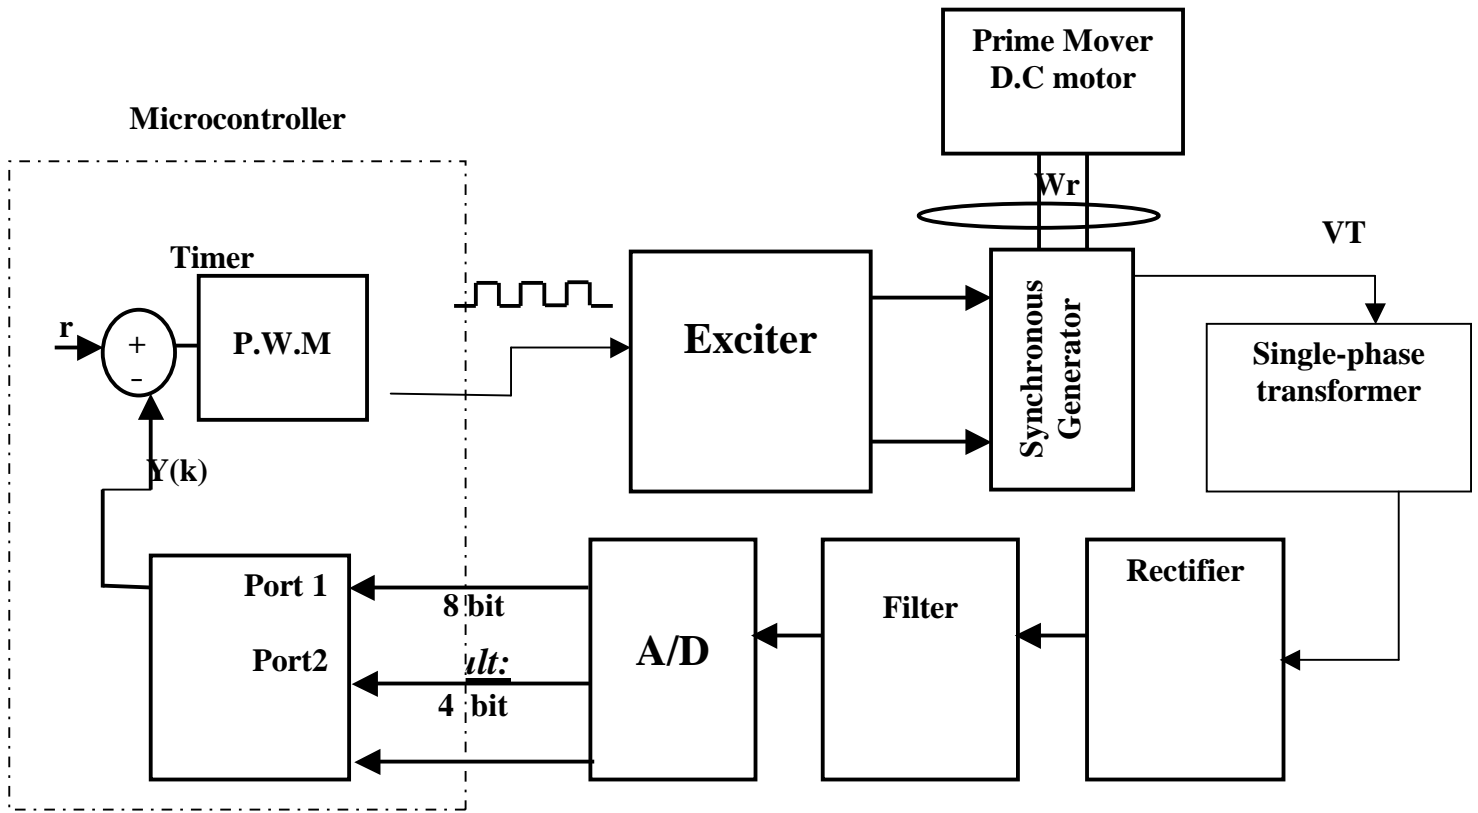 Prime Mover
D.C motor
Microcontroller
Wr
VT
Timer
r
+
-
P.W.M
Exciter
Synchronous
Generator
Single-phase
transformer
Y(k)
Port 1
8 bit
Port2
ult:
4 bit
A/D
Filter
Rectifier